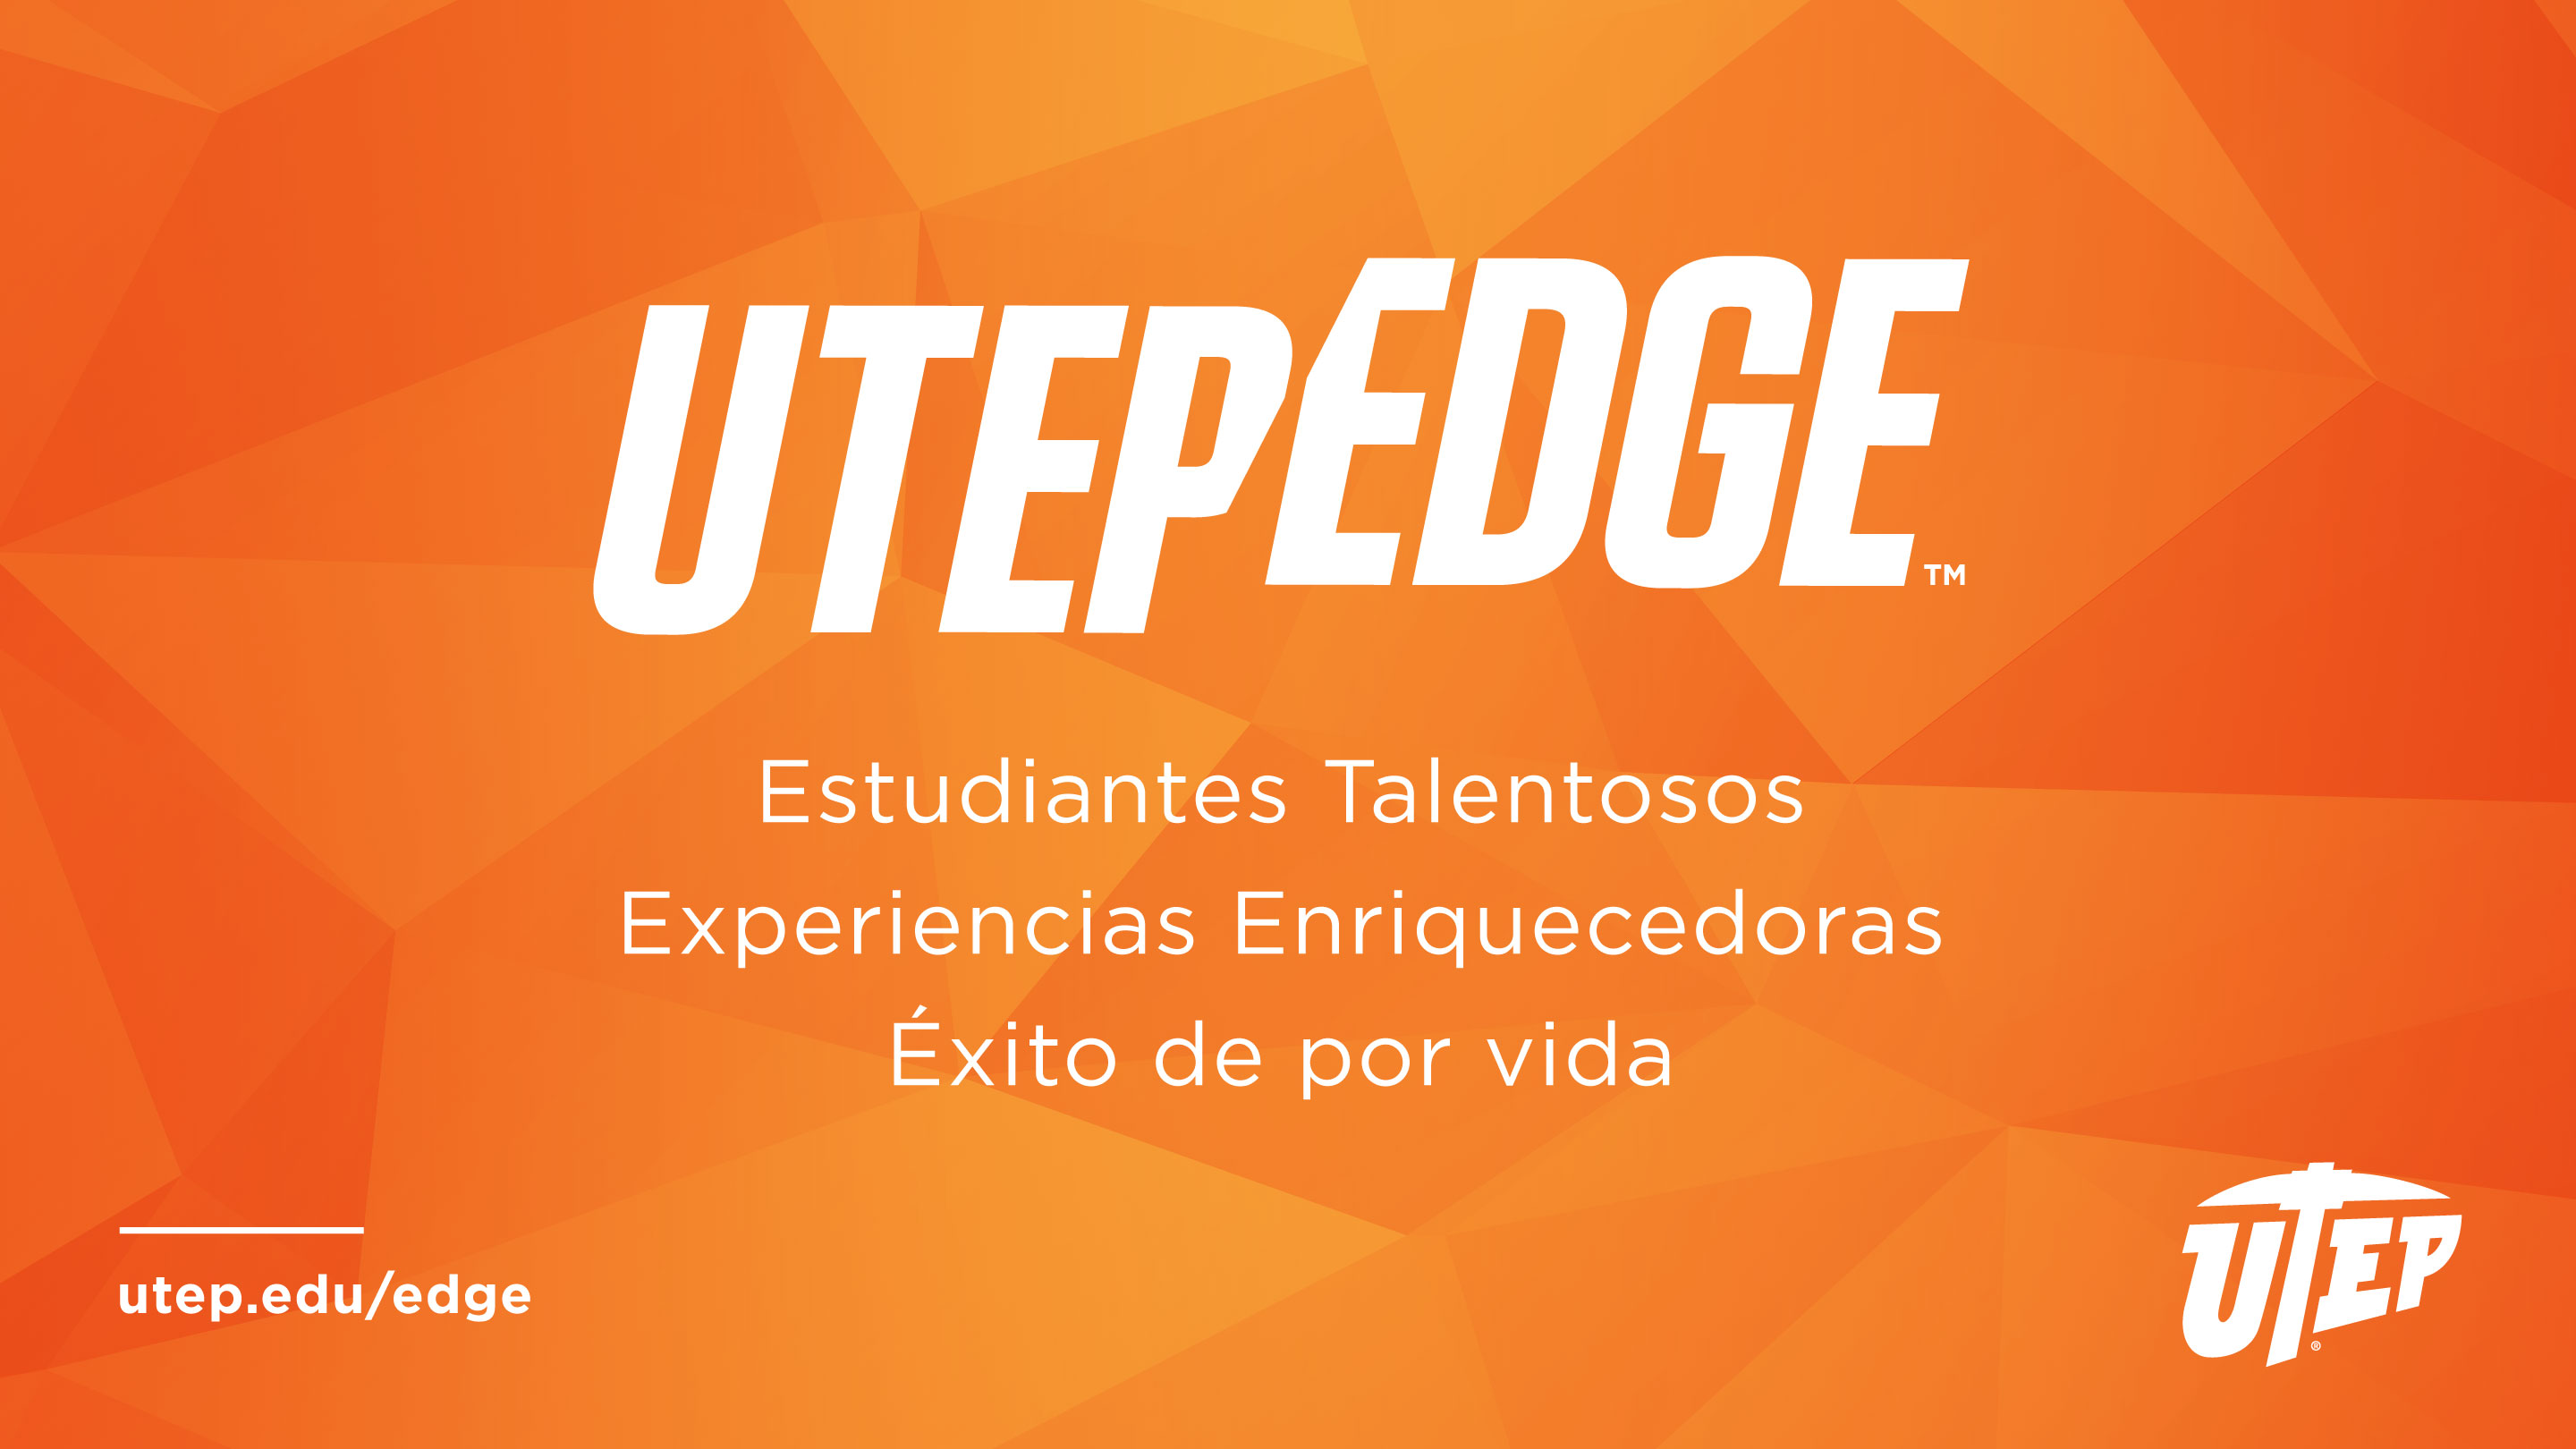 UTEPEDGE™
Estudiantes Talentosos
Experiencias Enriquecedoras
Éxito de por vida
utep.edu/edge
UTEP®